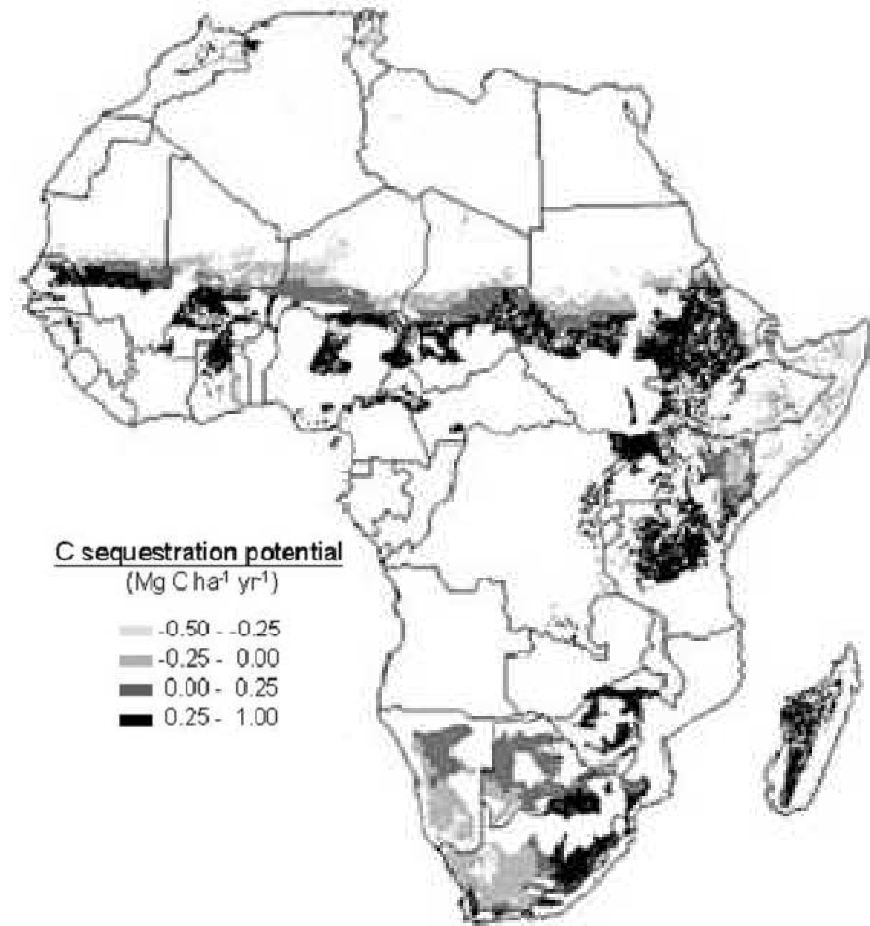 C sequestration potential
(Mg C ha⁻¹ yr⁻¹)
-0.50 - -0.25
-0.25 - 0.00
0.00 - 0.25
0.25 - 1.00